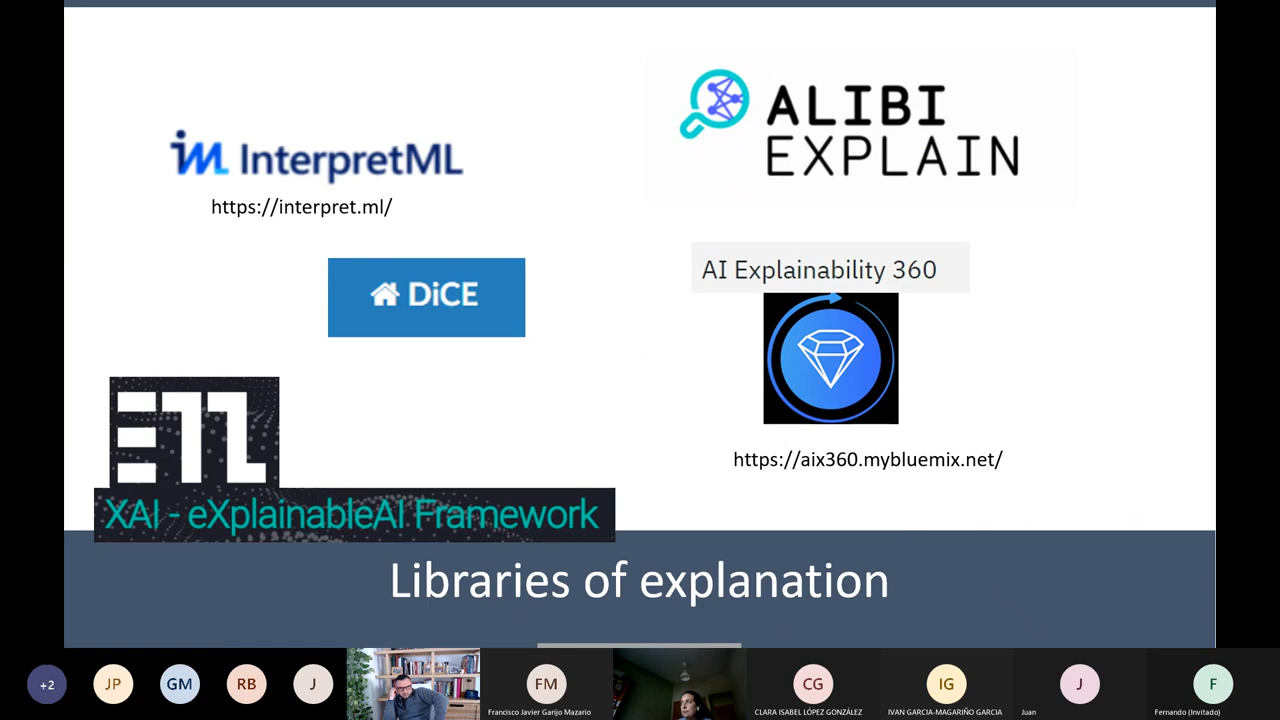 ALIBI
EXPLAIN
im InterpretML
https://interpret.ml/
AI Explainability 360
DiCE
XAI - eXplainableAI Framework
https://aix360.mybluemix.net/
Libraries of explanation
+2
JP
GM
RB
J
FM
Francisco Javier Garijo Mazario
CG
CLARA ISABEL LÓPEZ GONZÁLEZ
IG
IVAN GARCIA-MAGARIÑO GARCIA
J
Juan
F
Fernando (Invitado)